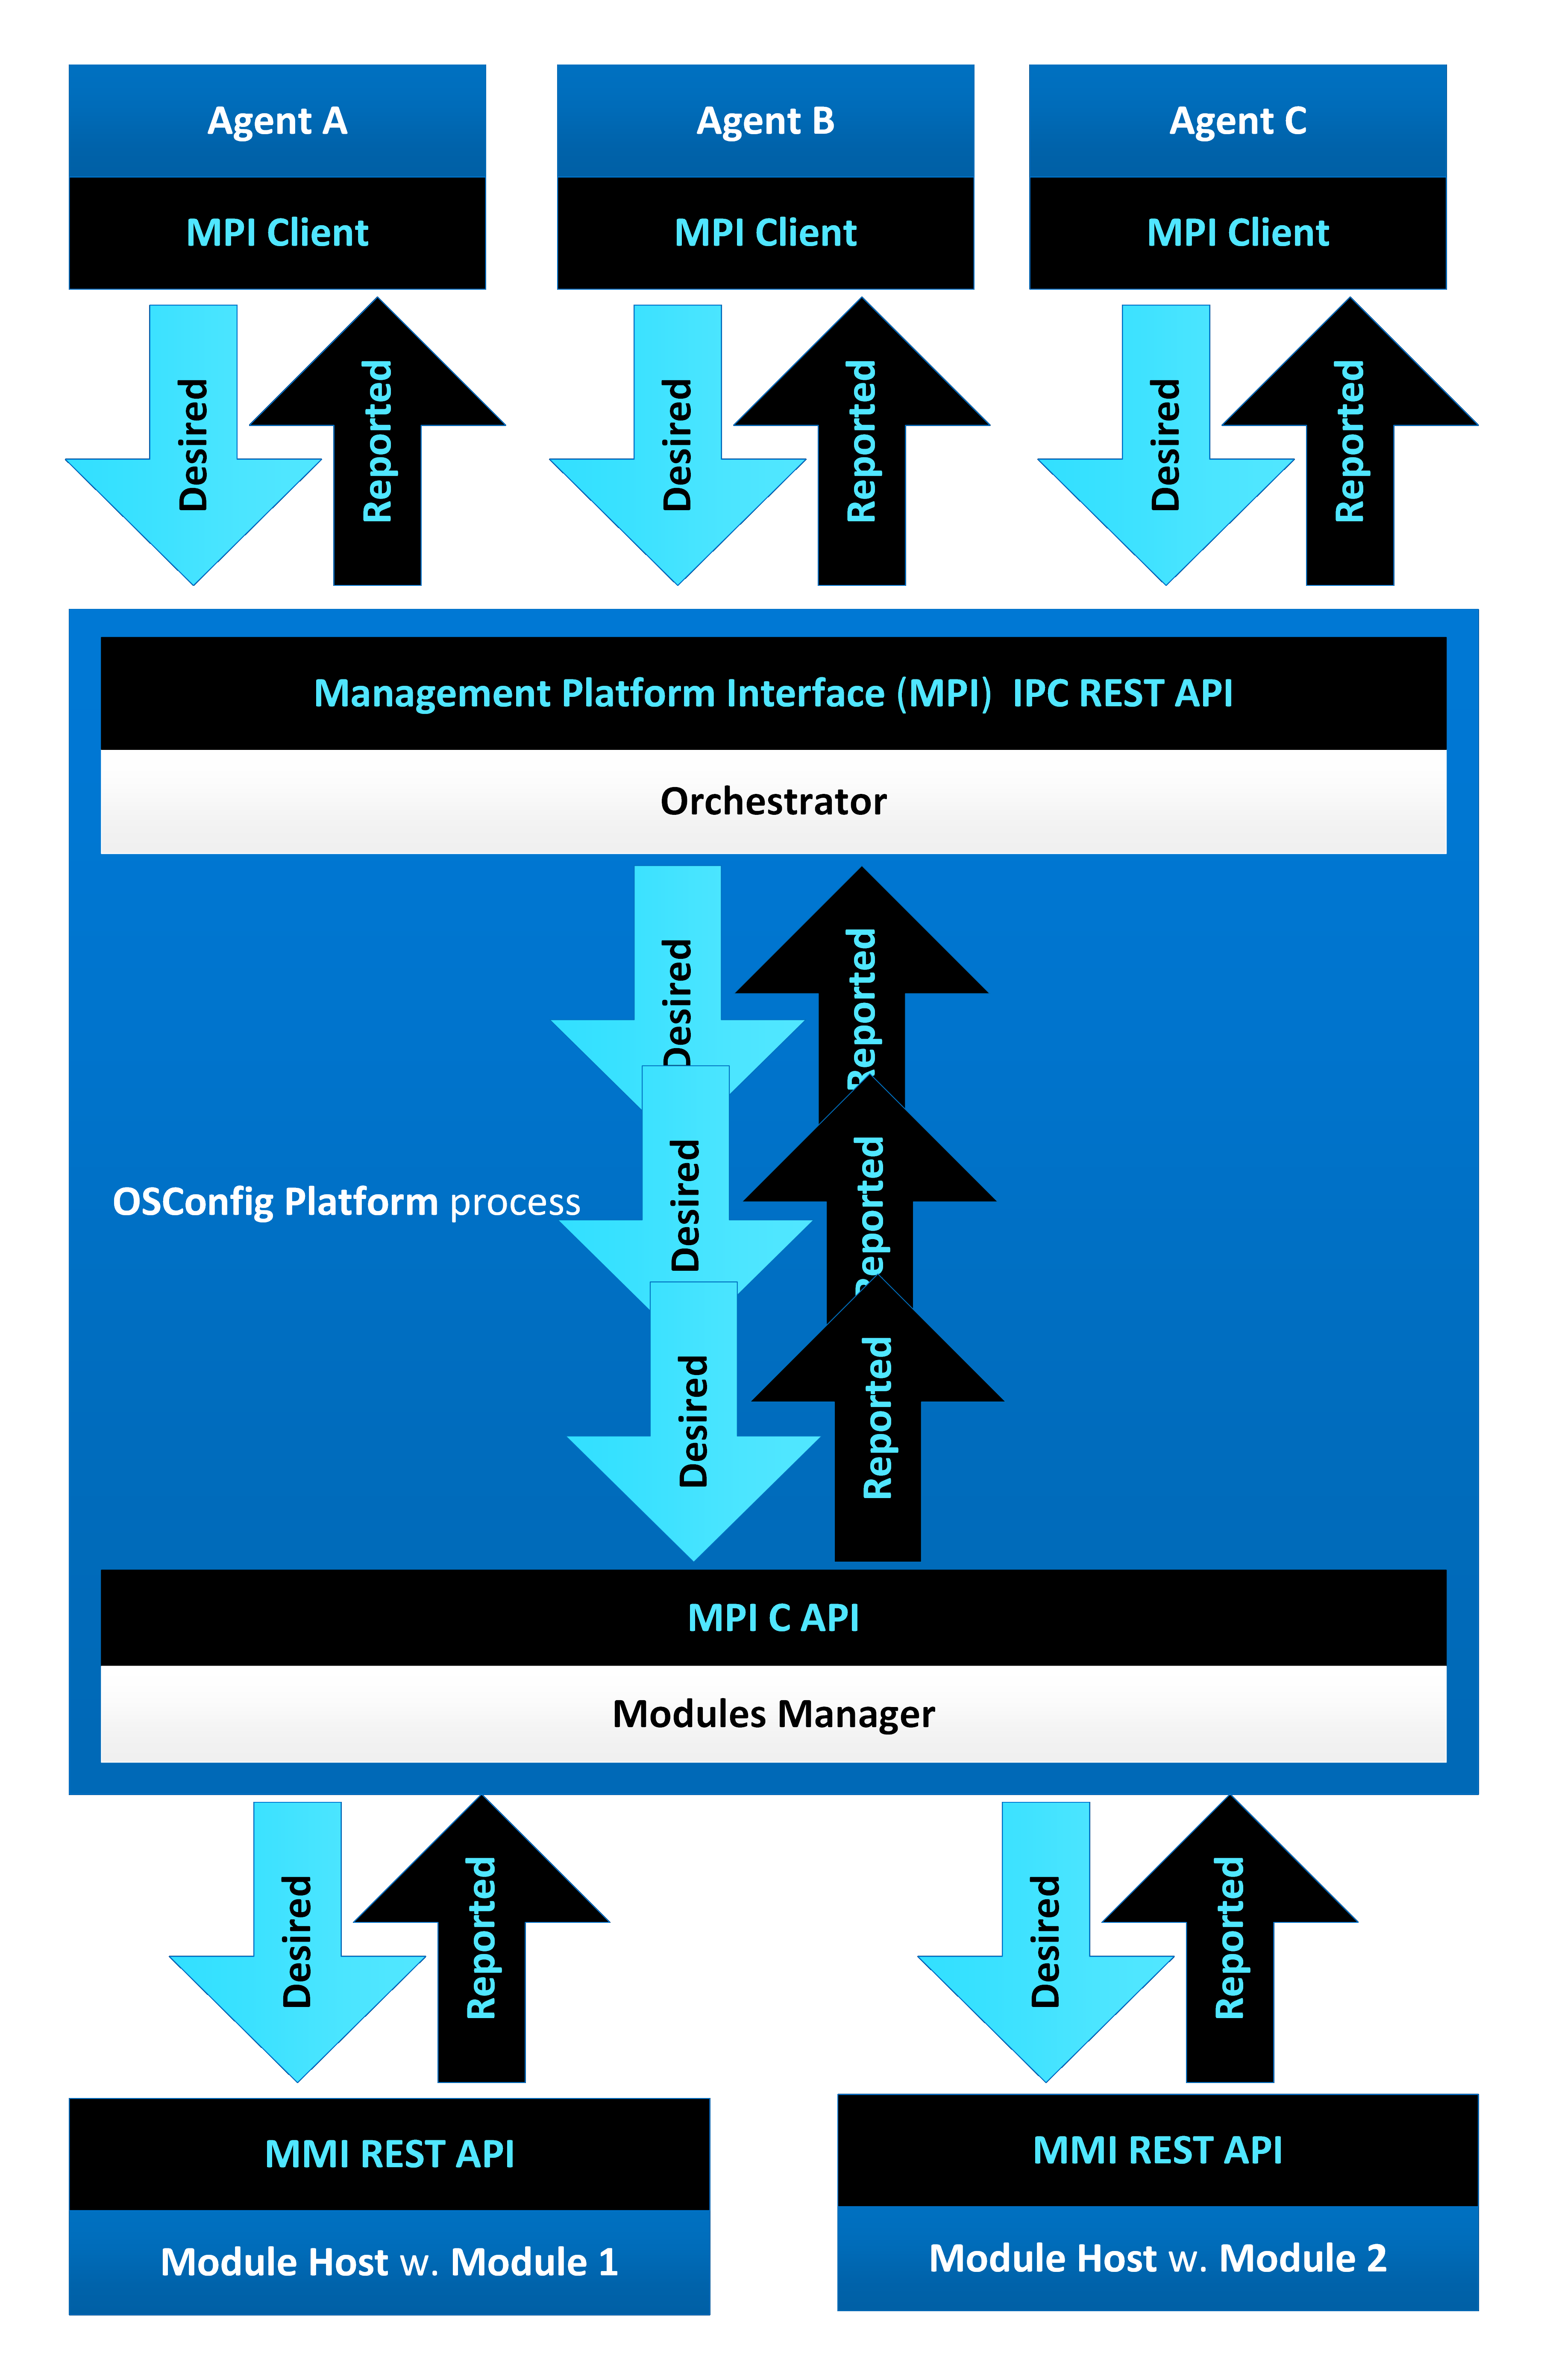 Agent A
Agent B
Agent C
MPI Client
MPI Client
MPI Client
Desired
Reported
Desired
Reported
Desired
Reported
Management Platform Interface (MPI)  IPC REST API
Orchestrator
Desired
Reported
Desired
Reported
OSConfig Platform process
Desired
Reported
MPI C API
Modules Manager
Desired
Reported
Desired
Reported
MMI REST API
MMI REST API
Module Host w. Module 1
Module Host w. Module 2